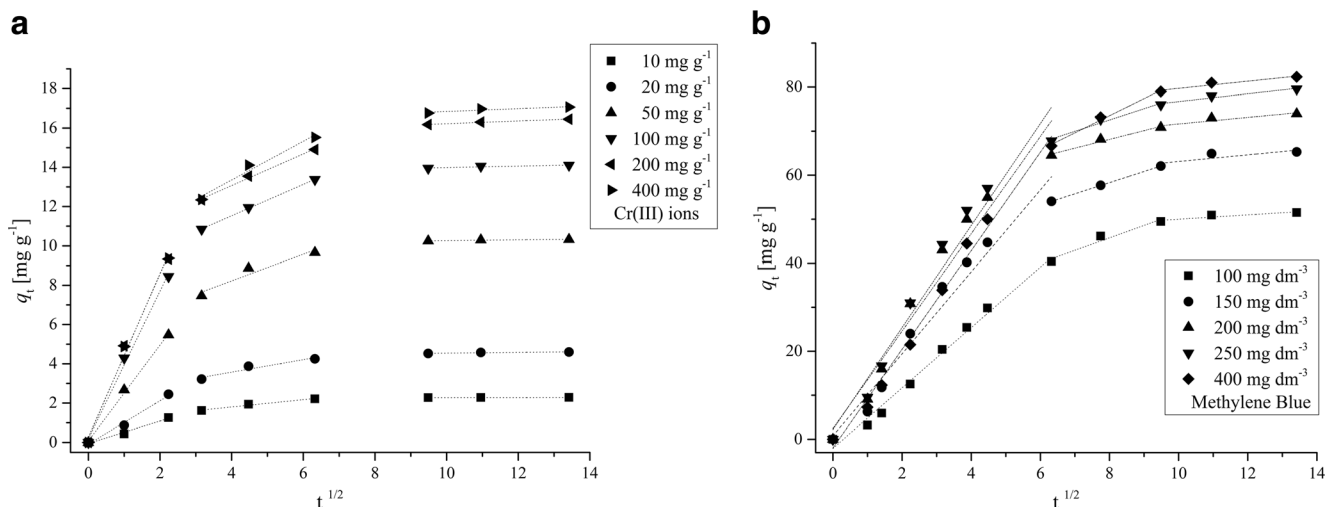 a
18
16
14
12
10
8
6
4
2
0
qt [mg g-1]
0 2 4 6 8 10 12 14
t 1/2
10 mg g-1
20 mg g-1
50 mg g-1
100 mg g-1
200 mg g-1
400 mg g-1
Cr(III) ions
b
80
60
40
20
0
qt [mg g-1]
0 2 4 6 8 10 12 14
t 1/2
100 mg dm-3
150 mg dm-3
200 mg dm-3
250 mg dm-3
400 mg dm-3
Methylene Blue